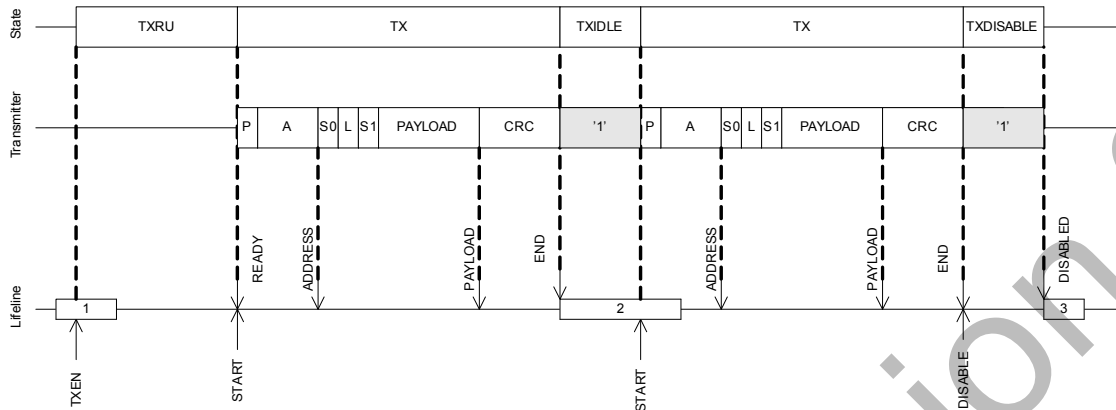 State
TXRU
TX
TXIDLE
TX
TXDISABLE
Transmitter
P
A
S0
L
S1
PAYLOAD
CRC
'1'
P
A
S0
L
S1
PAYLOAD
CRC
'1'
READY
ADDRESS
PAYLOAD
END
ADDRESS
PAYLOAD
END
DISABLED
Lifeline
1
2
3
TXEN
START
START
DISABLE